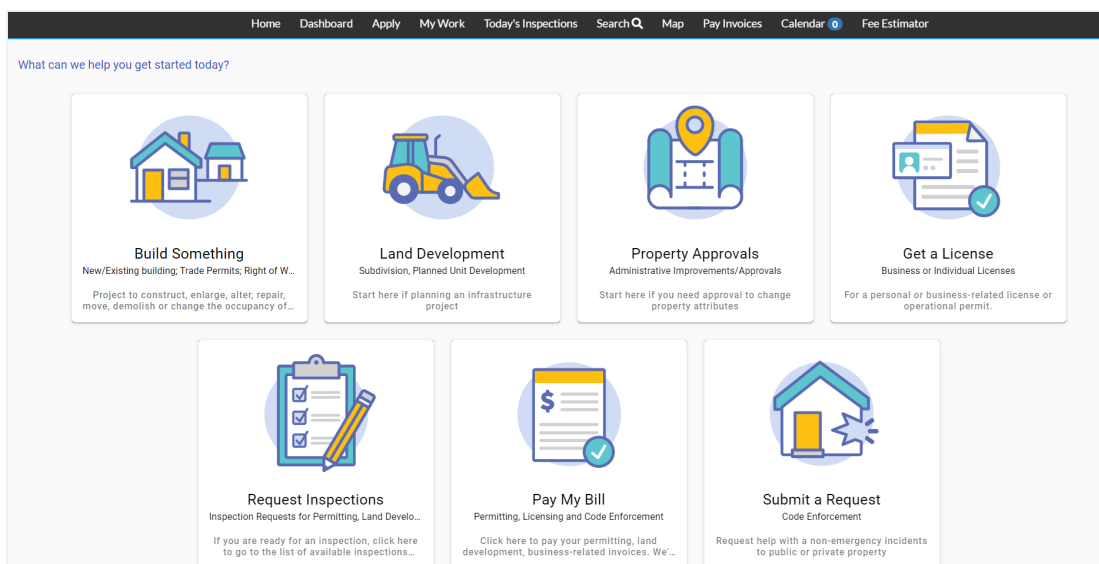 Home Dashboard Apply My Work Today's Inspections Search Map Pay Invoices Calendar 0 Fee Estimator
What can we help you get started today?
Build Something
New/Existing building; Trade Permits; Right of W...
Project to construct, enlarge, alter, repair,
move, demolish or change the occupancy of...
Land Development
Subdivision, Planned Unit Development
Start here if planning an infrastructure
project
Property Approvals
Administrative Improvements/Approvals
Start here if you need approval to change
property attributes
Get a License
Business or Individual Licenses
For a personal or business-related license or
operational permit.
Request Inspections
Inspection Requests for Permitting, Land Develo...
If you are ready for an inspection, click here
to go to the list of available inspections...
$
Pay My Bill
Permitting, Licensing and Code Enforcement
Click here to pay your permitting, land
development, business-related invoices. We'...
Submit a Request
Code Enforcement
Request help with a non-emergency incidents
to public or private property